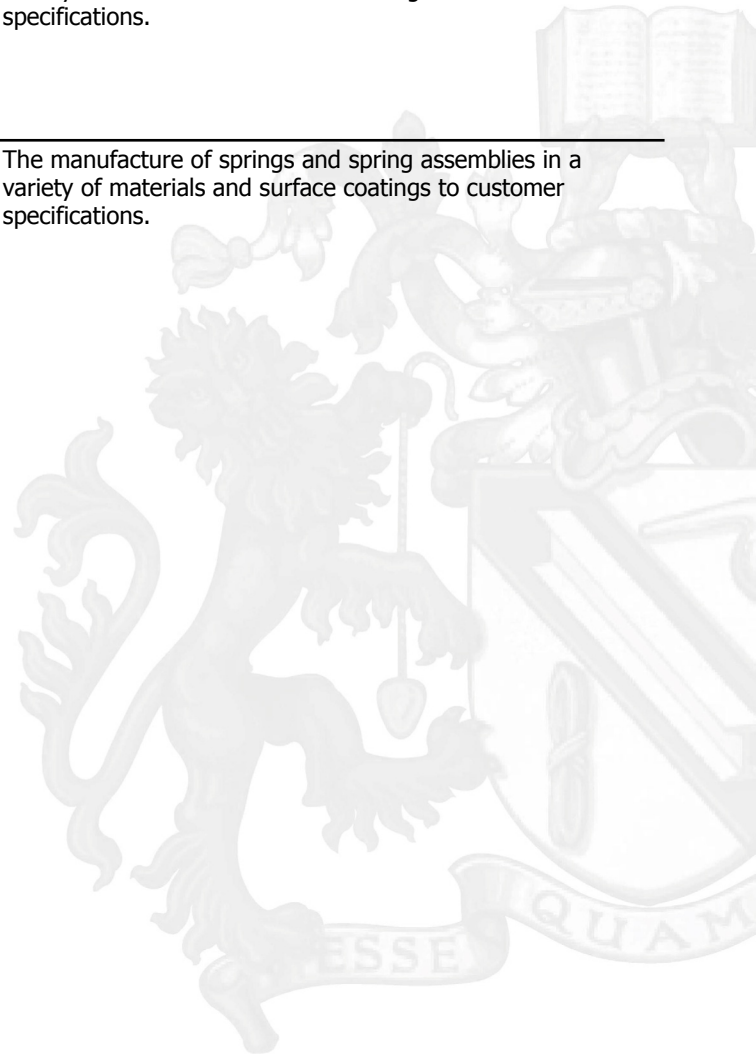 specifications.
The manufacture of springs and spring assemblies in a
variety of materials and surface coatings to customer
specifications.
ESSE
QUAM